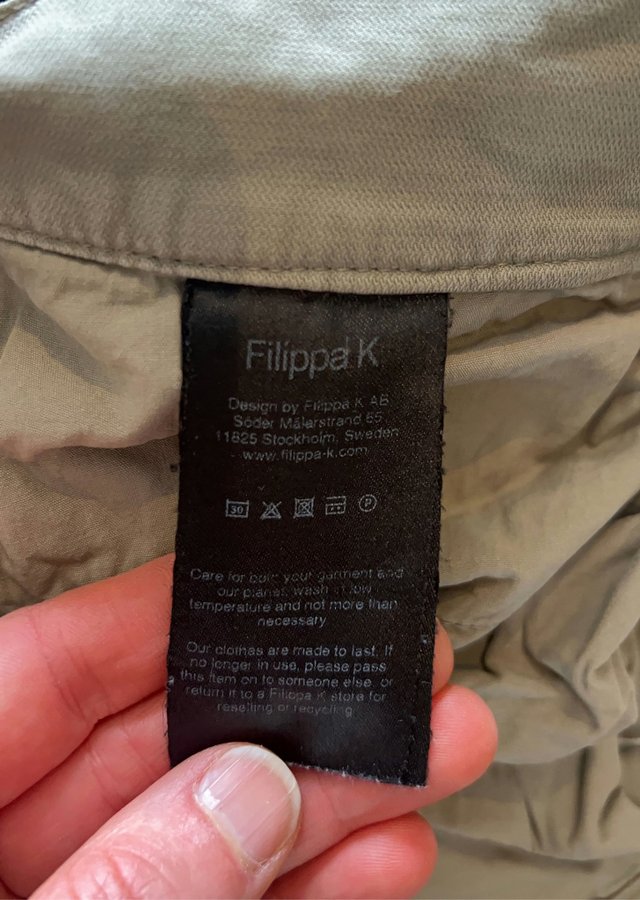 Filippa K
Design by Filippa K AB
Söder Mälarstrand 65
11825 Stockholm, Sweden
www.filippa-k.com
30 P
Care for both your garment and
our planet, wash in low
temperature and not more than
necessary
Our clothes are made to last. If
no longer in use, please pass
this item on to someone else, or
return it to a Filippa K store for
reselling or recycling